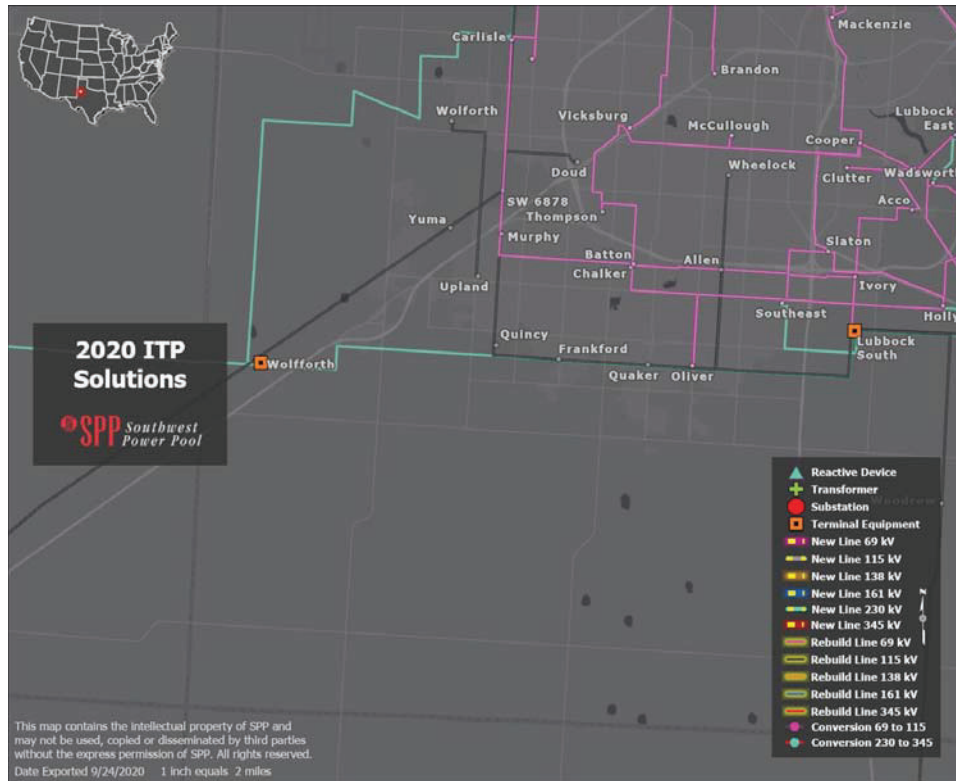 Mackenzie
Carlisle
Brandon
Wolforth
Vicksburg
McCullough
Lubbock
East
Cooper
Doud
Wheelock
Clutter
Wadsworth
SW 6878
Thompson
Acco
Yuma
Murphy
Slaton
Batton
Allen
Chalker
Ivory
Upland
Southeast
Holly
Quincy
Lubbock
South
Frankford
Wolfforth
Quaker
Oliver
2020 ITP
Solutions
SPP Southwest
Power Pool
Reactive Device
Transformer
Substation
Woodrow
Terminal Equipment
New Line 69 kV
New Line 115 kV
New Line 138 kV
New Line 161 kV
New Line 230 kV
New Line 345 kV
N
Rebuild Line 69 kV
Rebuild Line 115 kV
Rebuild Line 138 kV
Rebuild Line 161 kV
Rebuild Line 345 kV
Conversion 69 to 115
Conversion 230 to 345
This map contains the intellectual property of SPP and
may not be used, copied or disseminated by third parties
without the express permission of SPP. All rights reserved.
Date Exported 9/24/2020 1 inch equals 2 miles